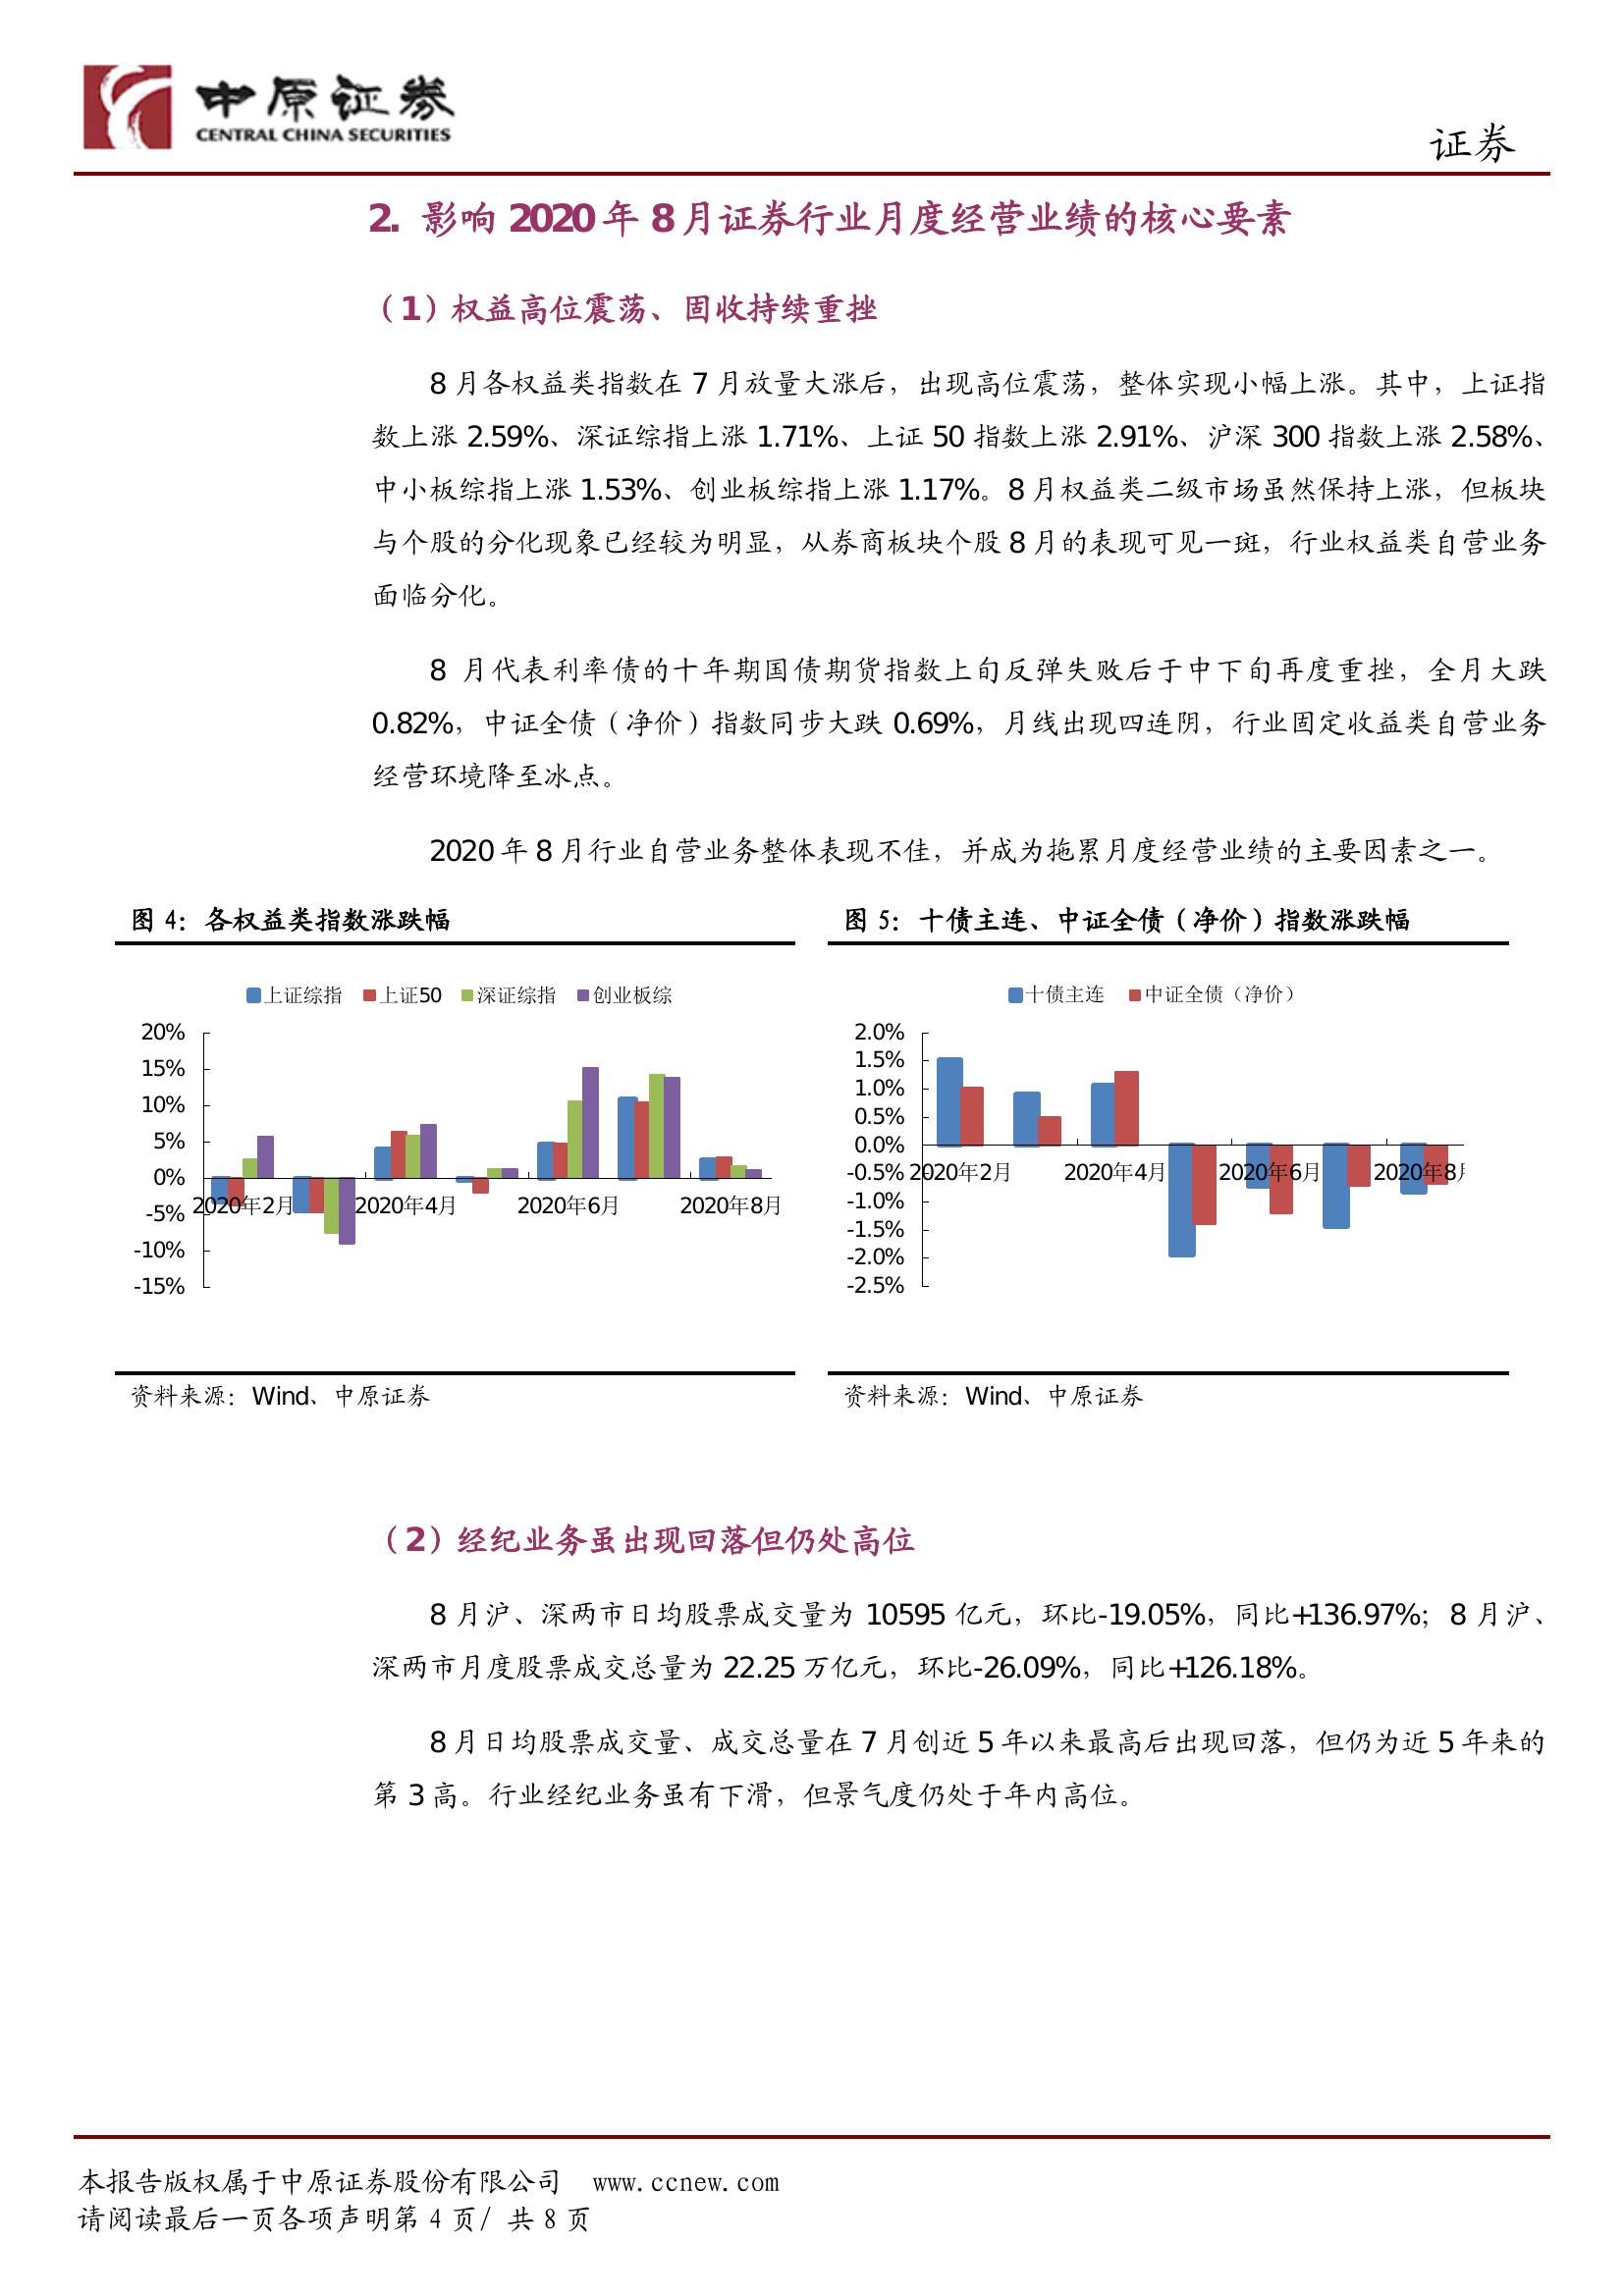 中原证券
CENTRAL CHINA SECURITIES
证券
2. 影响 2020 年 8 月证券行业月度经营业绩的核心要素
（1）权益高位震荡、固收持续重挫
8 月各权益类指数在 7 月放量大涨后，出现高位震荡，整体实现小幅上涨。其中，上证指
数上涨 2.59%、深证综指上涨 1.71%、上证 50 指数上涨 2.91%、沪深 300 指数上涨 2.58%、
中小板综指上涨 1.53%、创业板综指上涨 1.17%。8 月权益类二级市场虽然保持上涨，但板块
与个股的分化现象已经较为明显，从券商板块个股 8 月的表现可见一斑，行业权益类自营业务
面临分化。
8 月代表利率债的十年期国债期货指数上旬反弹失败后于中下旬再度重挫，全月大跌
0.82%，中证全债（净价）指数同步大跌 0.69%，月线出现四连阴，行业固定收益类自营业务
经营环境降至冰点。
2020 年 8 月行业自营业务整体表现不佳，并成为拖累月度经营业绩的主要因素之一。
图 4：各权益类指数涨跌幅
上证综指 上证50 深证综指 创业板综
20%
15%
10%
5%
0%
-5%
-10%
-15%
2020年2月 2020年4月 2020年6月 2020年8月
资料来源：Wind、中原证券
图 5：十债主连、中证全债（净价）指数涨跌幅
十债主连 中证全债（净价）
2.0%
1.5%
1.0%
0.5%
0.0%
-0.5%
-1.0%
-1.5%
-2.0%
-2.5%
2020年2月 2020年4月 2020年6月 2020年8月
资料来源：Wind、中原证券
（2）经纪业务虽出现回落但仍处高位
8 月沪、深两市日均股票成交量为 10595 亿元，环比-19.05%，同比+136.97%；8 月沪、
深两市月度股票成交总量为 22.25 万亿元，环比-26.09%，同比+126.18%。
8 月日均股票成交量、成交总量在 7 月创近 5 年以来最高后出现回落，但仍为近 5 年来的
第 3 高。行业经纪业务虽有下滑，但景气度仍处于年内高位。
本报告版权属于中原证券股份有限公司 www.ccnew.com
请阅读最后一页各项声明第 4 页/ 共 8 页